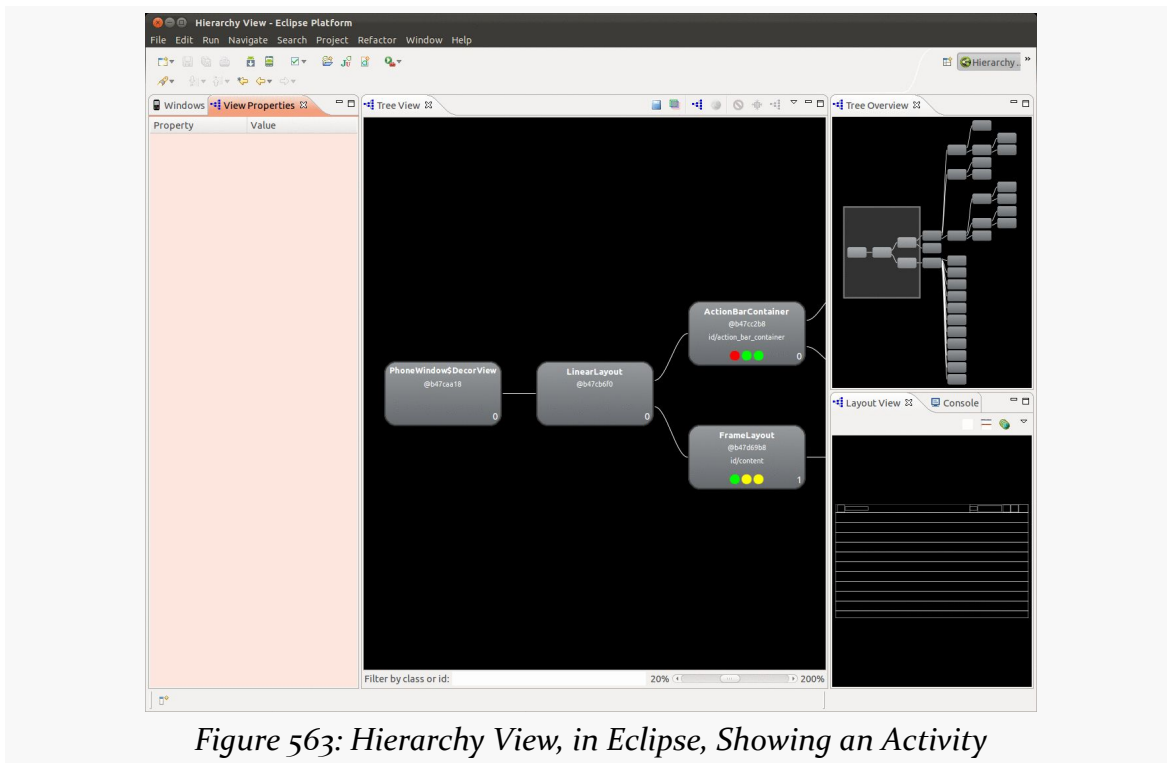 Hierarchy View - Eclipse Platform
File Edit Run Navigate Search Project Refactor Window Help
Hierarchy .. »
Windows View Properties
Property Value
Tree View
PhoneWindow$DecorView
@b47caa18
0
LinearLayout
@b47cb6f0
0
ActionBarContainer
@b47cc2b8
id/action_bar_container
0
FrameLayout
@b47d69b8
id/content
1
Filter by class or id:
20% 200%
Tree Overview
Layout View Console
Figure 563: Hierarchy View, in Eclipse, Showing an Activity